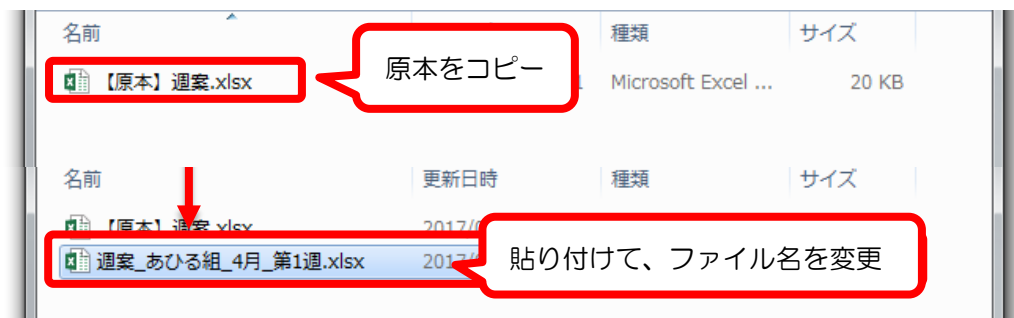 名前 種類 サイズ
【原本】週案.xlsx Microsoft Excel ... 20 KB
原本をコピー
名前 更新日時 種類 サイズ
【原本】週案.xlsx 2017/
週案_あひる組_4月_第1週.xlsx 2017/
貼り付けて、ファイル名を変更